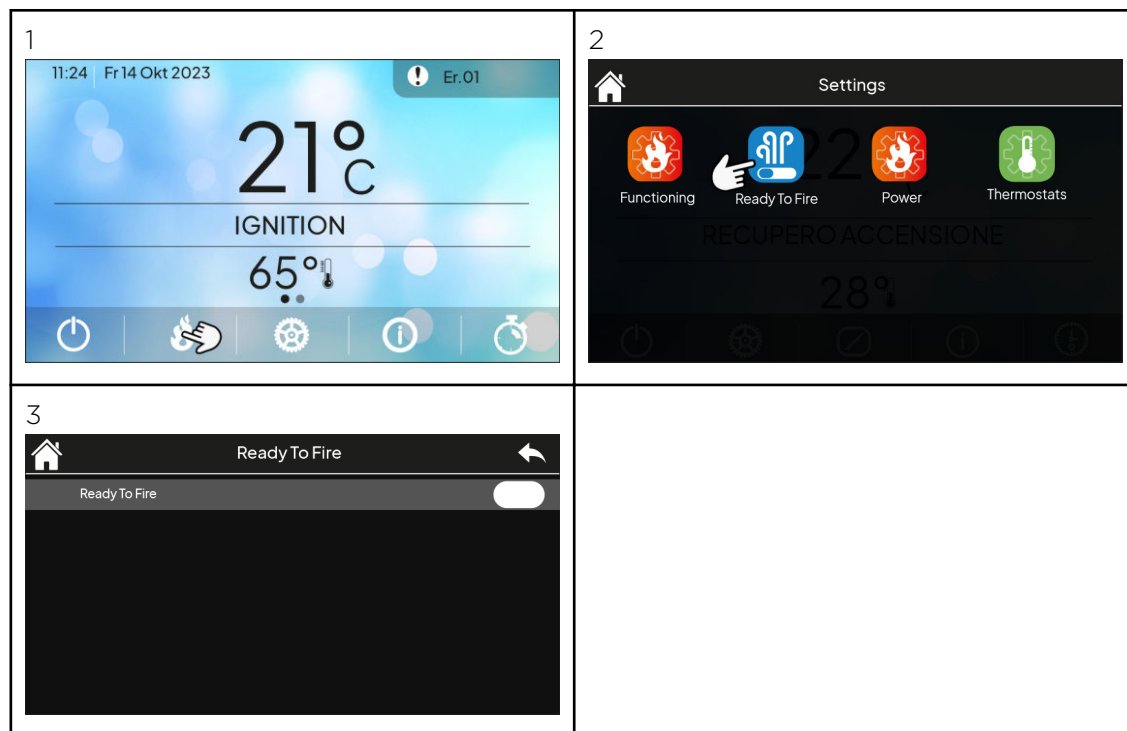 1
11:24 Fr 14 Okt 2023
Er.01
21°C
IGNITION
65°
2
Settings
22
Functioning
Ready To Fire
Power
Thermostats
RECUPERO ACCENSIONE
28°
3
Ready To Fire
Ready To Fire